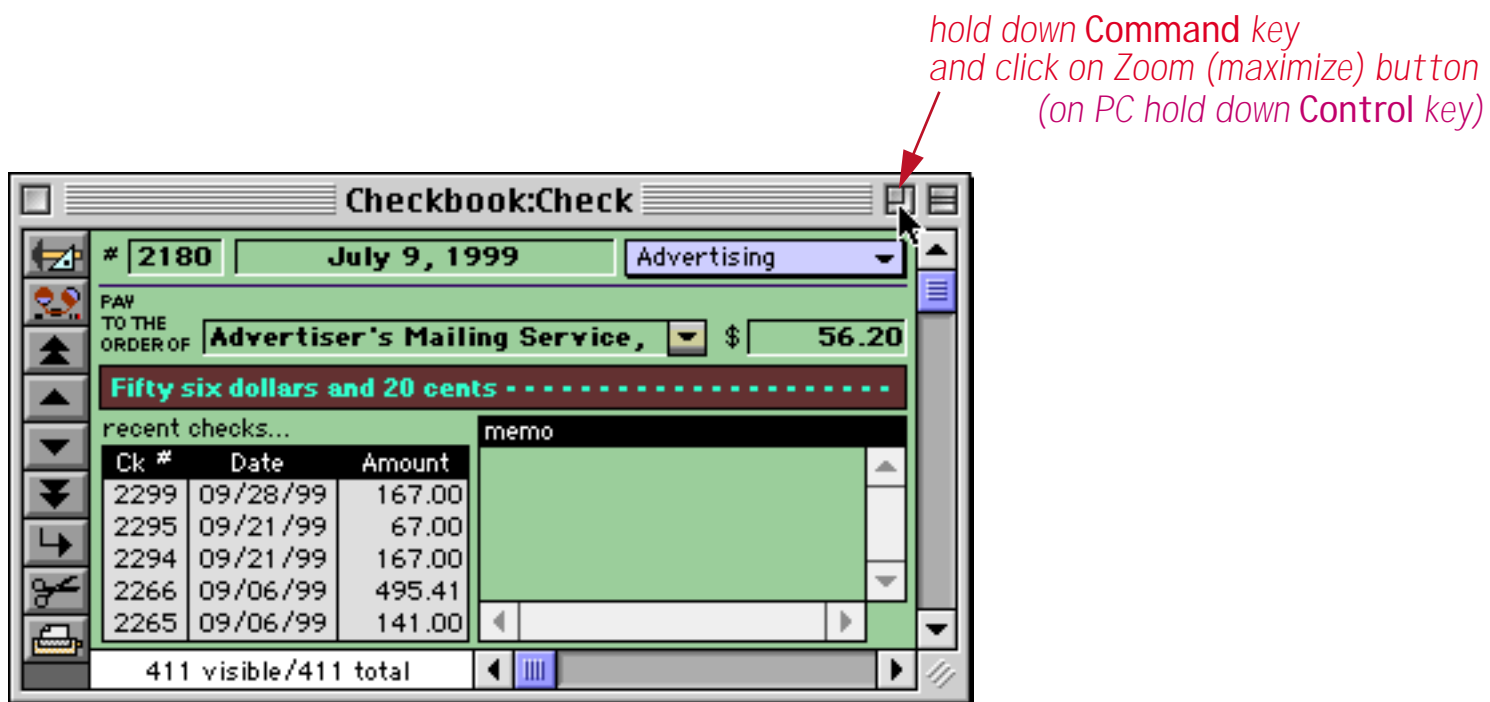 hold down Command key
and click on Zoom (maximize) button
(on PC hold down Control key)
Checkbook:Check
# 2180 July 9, 1999 Advertising
PAY
TO THE
ORDER OF Advertiser's Mailing Service, $ 56.20
Fifty six dollars and 20 cents - - - - - - - - - - - - - - - - - - - - - -
recent checks... memo
Ck # Date Amount
2299 09/28/99 167.00
2295 09/21/99 67.00
2294 09/21/99 167.00
2266 09/06/99 495.41
2265 09/06/99 141.00
411 visible/411 total